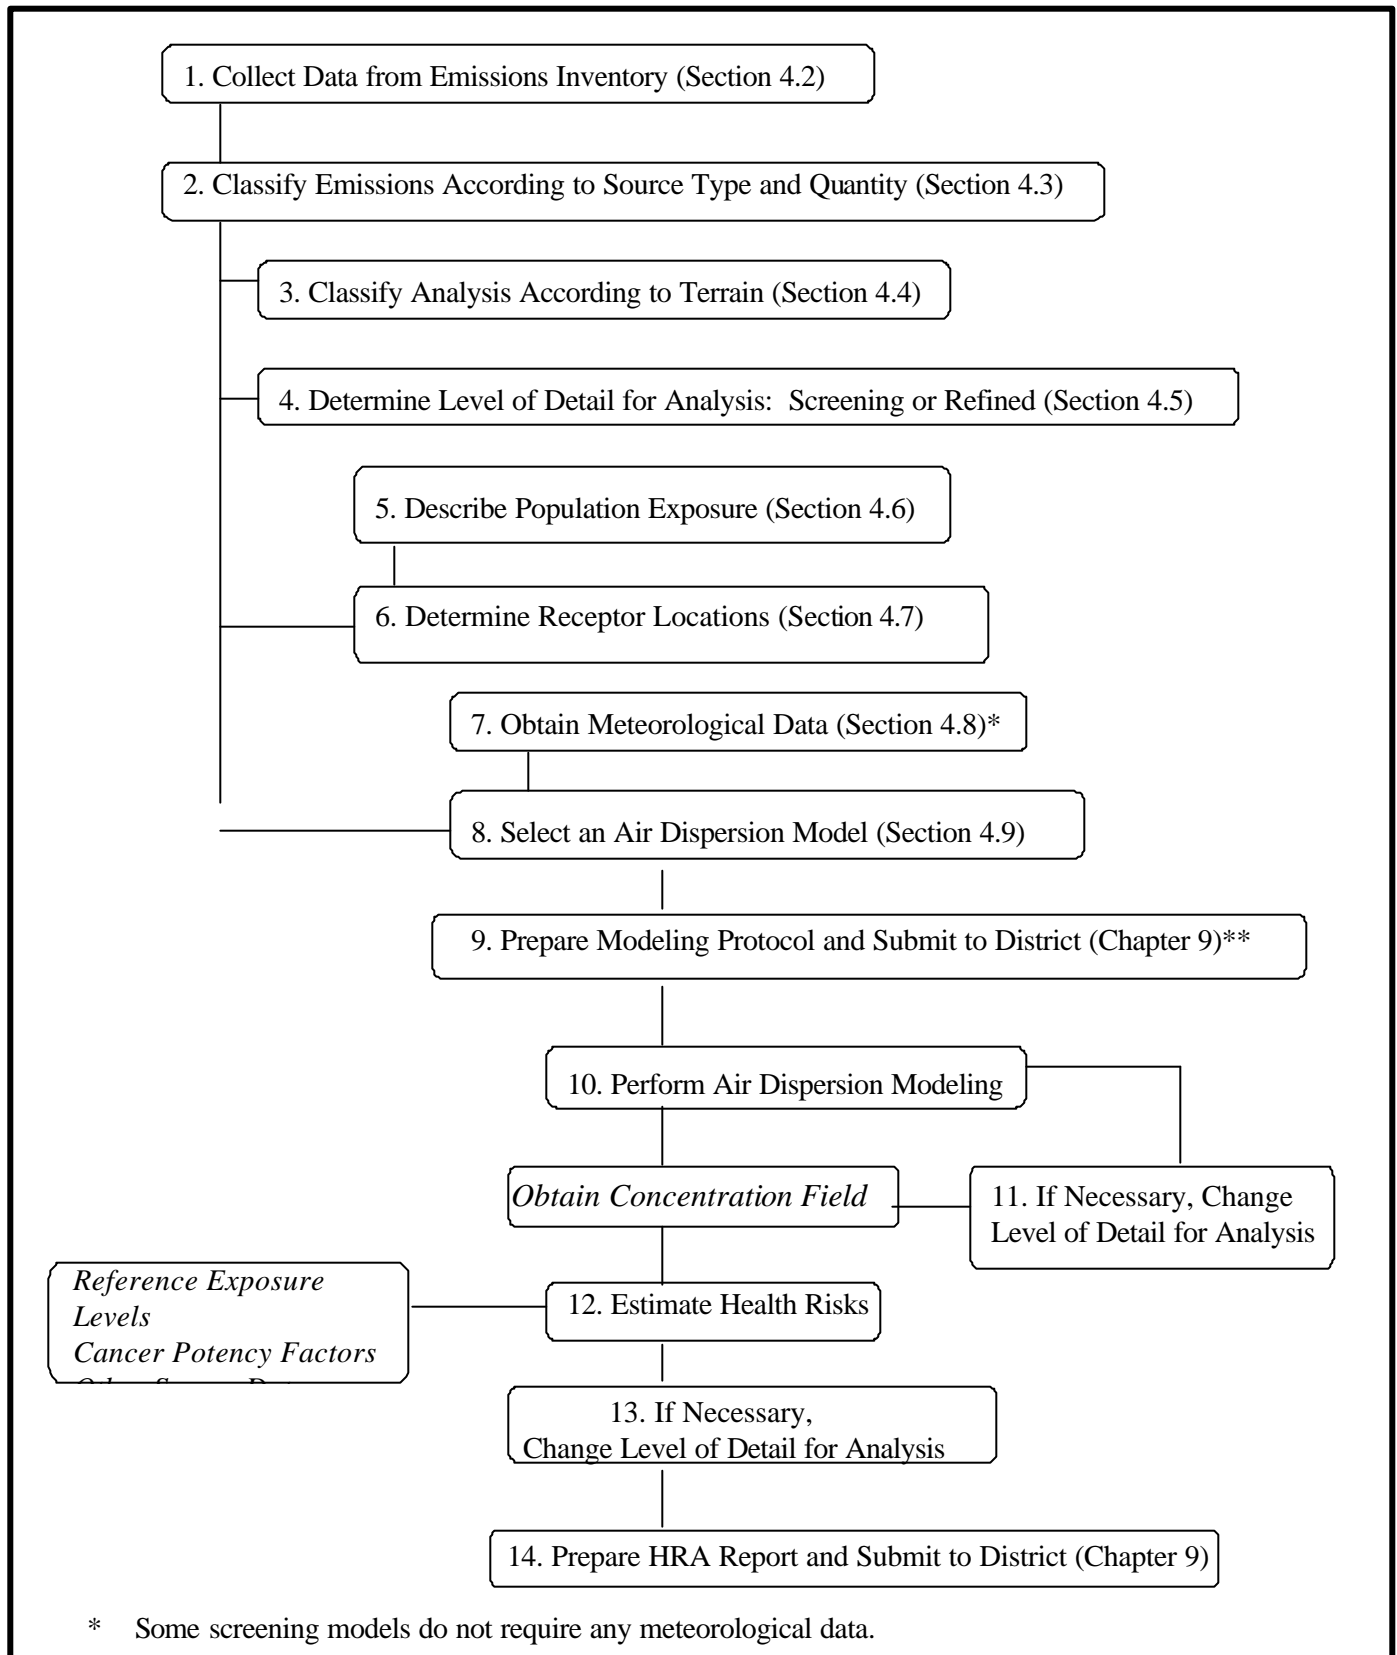 1. Collect Data from Emissions Inventory (Section 4.2)
2. Classify Emissions According to Source Type and Quantity (Section 4.3)
3. Classify Analysis According to Terrain (Section 4.4)
4. Determine Level of Detail for Analysis:  Screening or Refined (Section 4.5)
5. Describe Population Exposure (Section 4.6)
6. Determine Receptor Locations (Section 4.7)
7. Obtain Meteorological Data (Section 4.8)*
8. Select an Air Dispersion Model (Section 4.9)
9. Prepare Modeling Protocol and Submit to District (Chapter 9)**
10. Perform Air Dispersion Modeling
Obtain Concentration Field
11. If Necessary, Change
Level of Detail for Analysis
Reference Exposure
Levels
Cancer Potency Factors
12. Estimate Health Risks
13. If Necessary,
Change Level of Detail for Analysis
14. Prepare HRA Report and Submit to District (Chapter 9)
* Some screening models do not require any meteorological data.